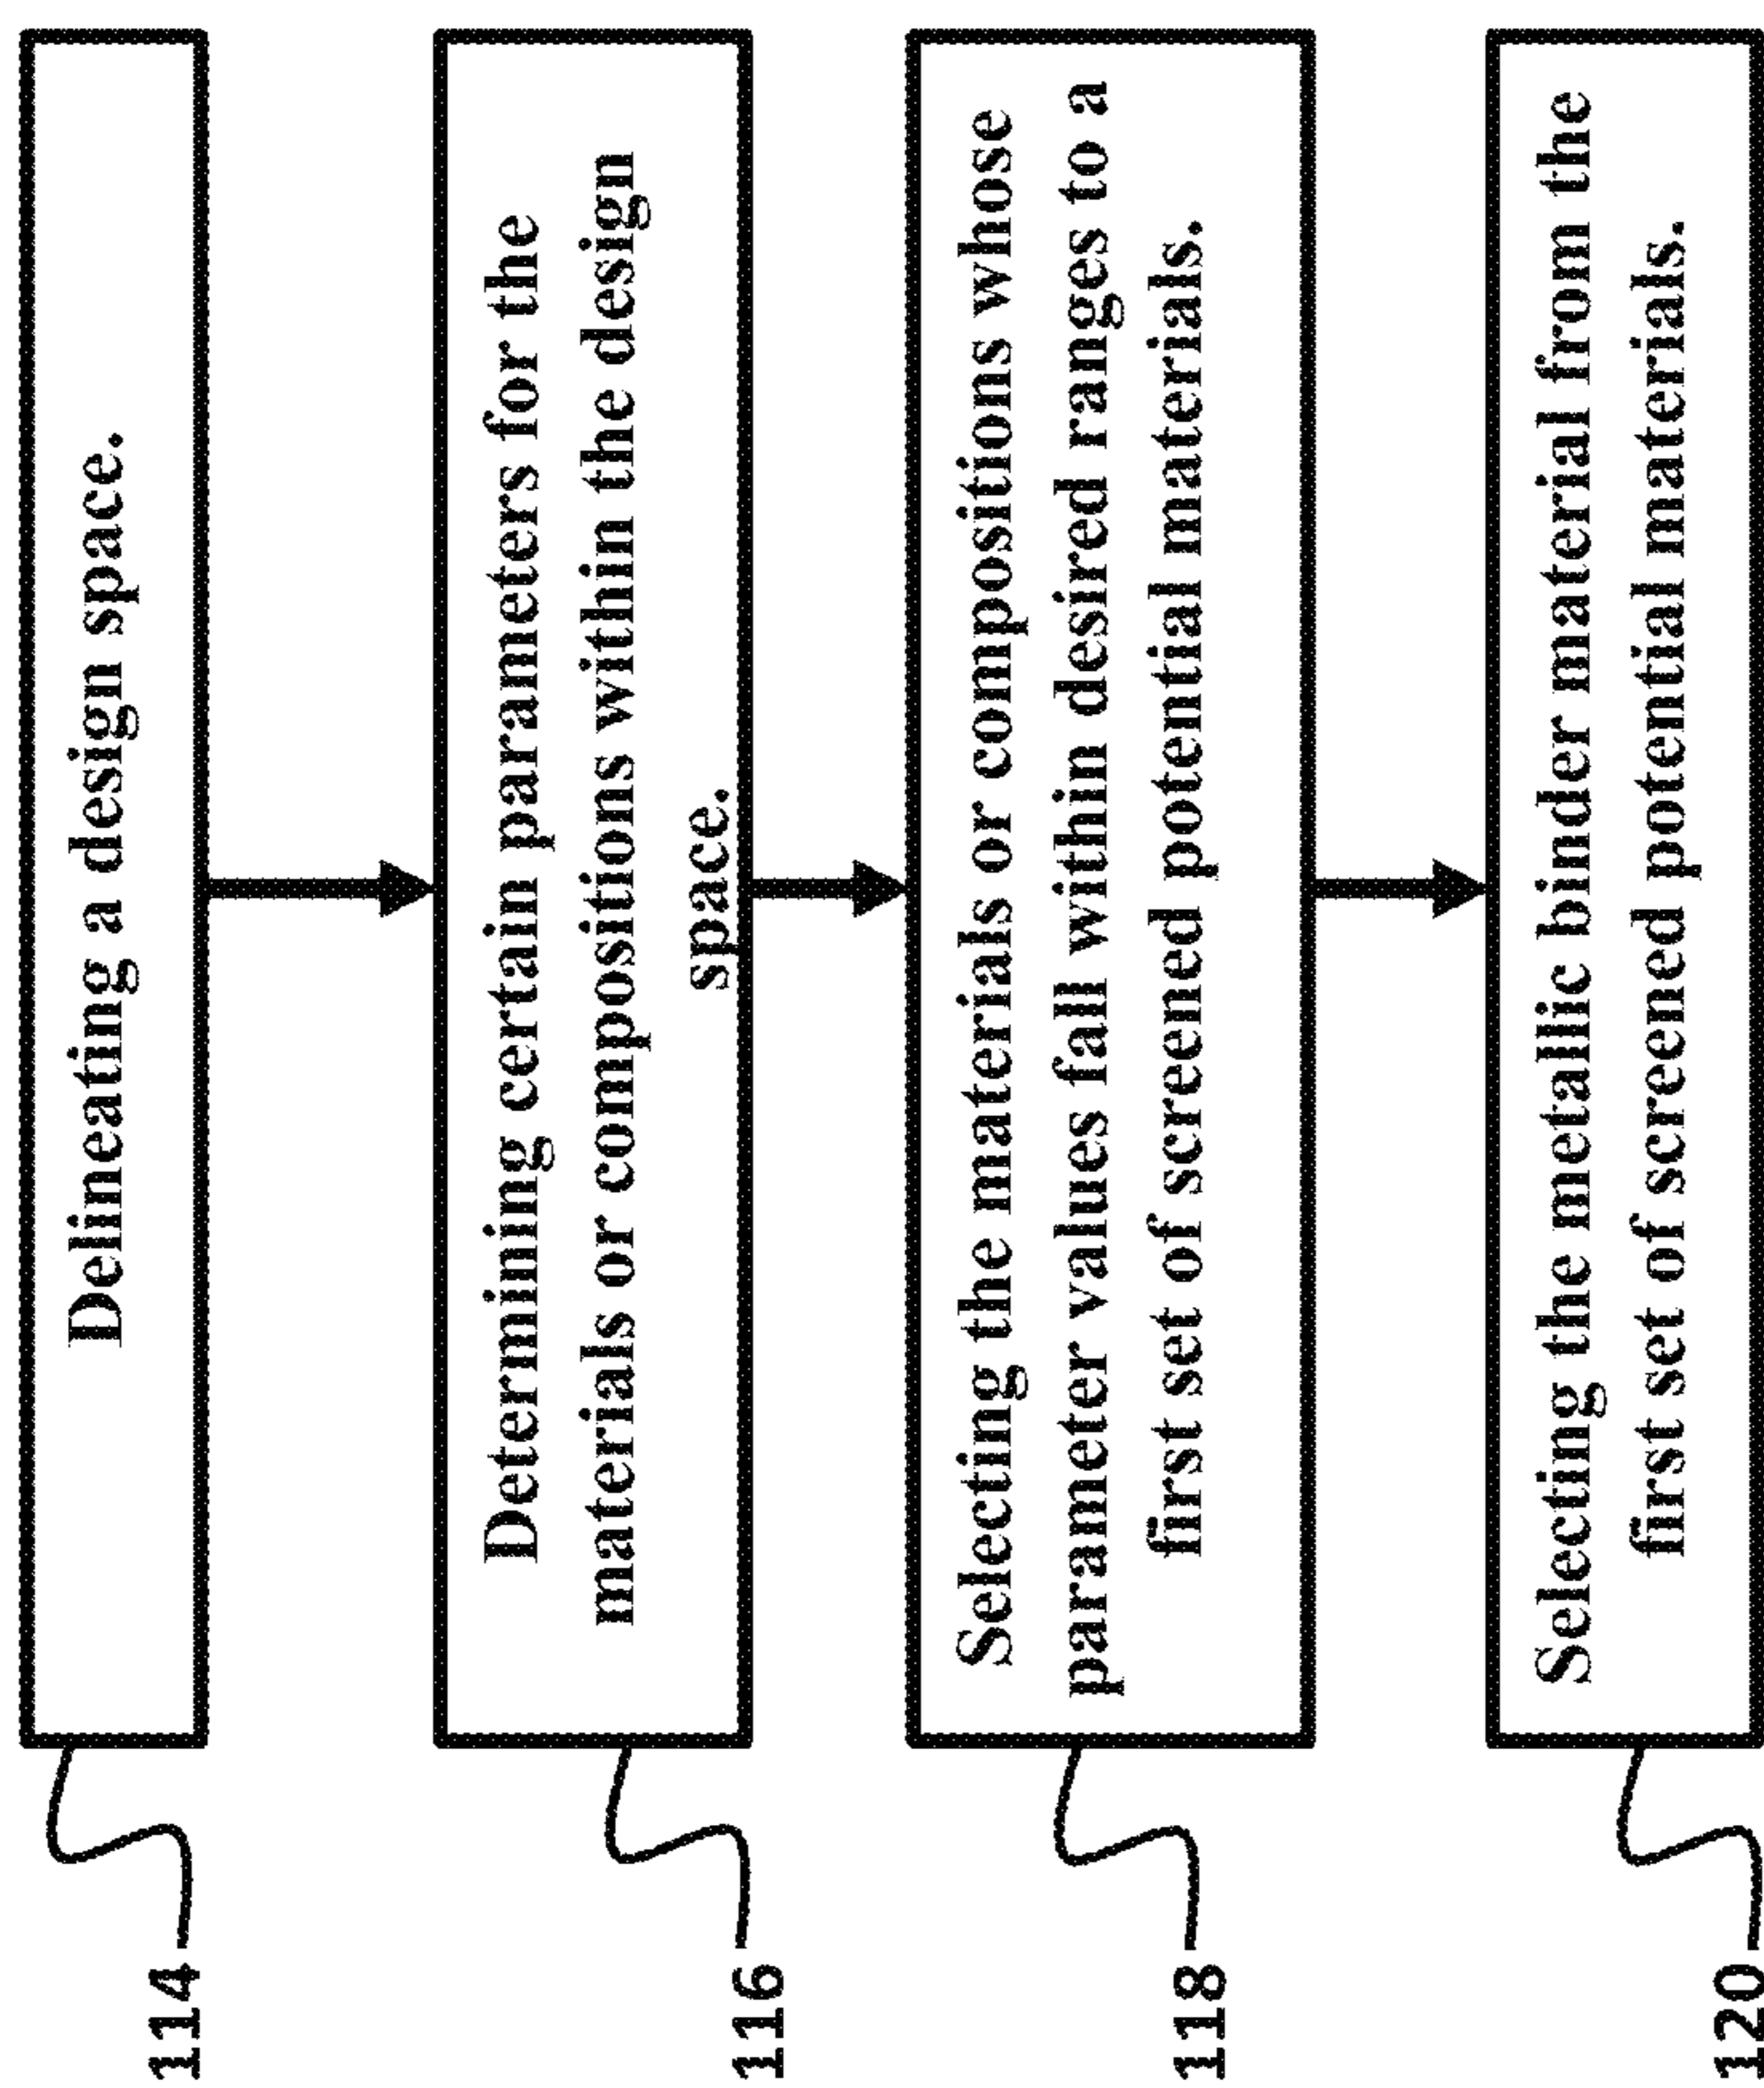 114
Delineating a design space.
116
Determining certain parameters for the
materials or compositions within the design
space.
118
Selecting the materials or compositions whose
parameter values fall within desired ranges to a
first set of screened potential materials.
120
Selecting the metallic binder material from the
first set of screened potential materials.